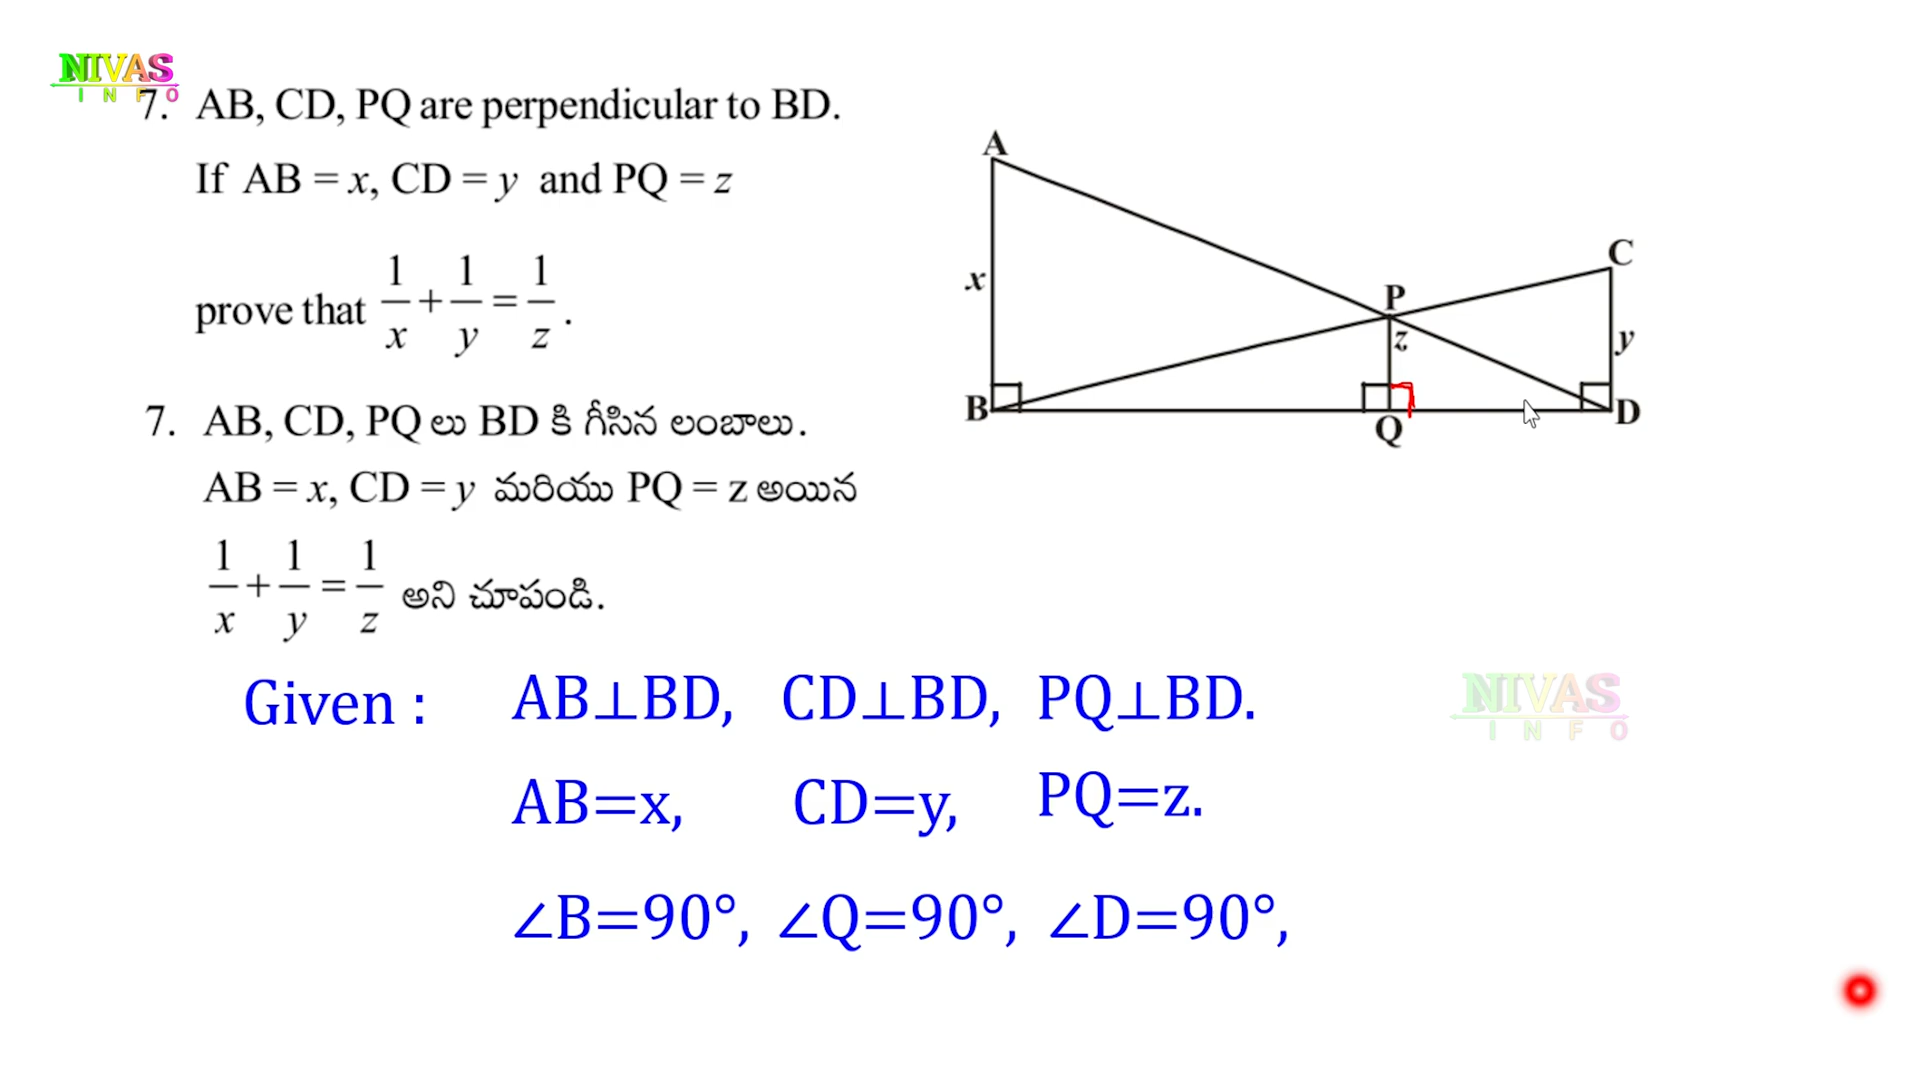 NIVAS
INFO
7. AB, CD, PQ are perpendicular to BD.
If AB = x, CD = y and PQ = z
prove that 1/x + 1/y = 1/z.
A
x
B
P
z
Q
C
y
D
7. AB, CD, PQ లు BD కి గీసిన లంబాలు.
AB = x, CD = y మరియు PQ = z అయిన
1/x + 1/y = 1/z అని చూపండి.
Given : AB⊥BD, CD⊥BD, PQ⊥BD.
AB=x, CD=y, PQ=z.
∠B=90°, ∠Q=90°, ∠D=90°,
NIVAS
INFO